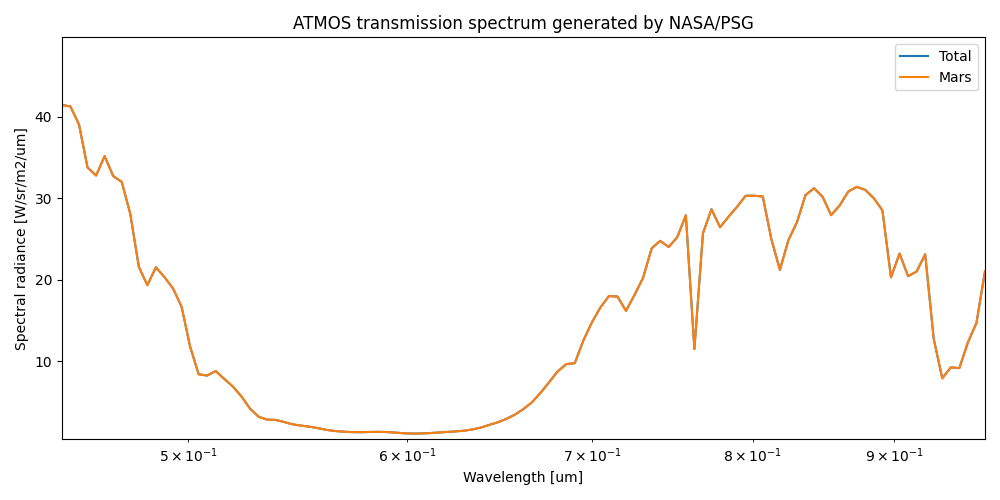 ATMOS transmission spectrum generated by NASA/PSG
Total
Mars
Spectral radiance [W/sr/m2/um]
40
30
20
10
5 × 10⁻¹ 6 × 10⁻¹ 7 × 10⁻¹ 8 × 10⁻¹ 9 × 10⁻¹
Wavelength [um]